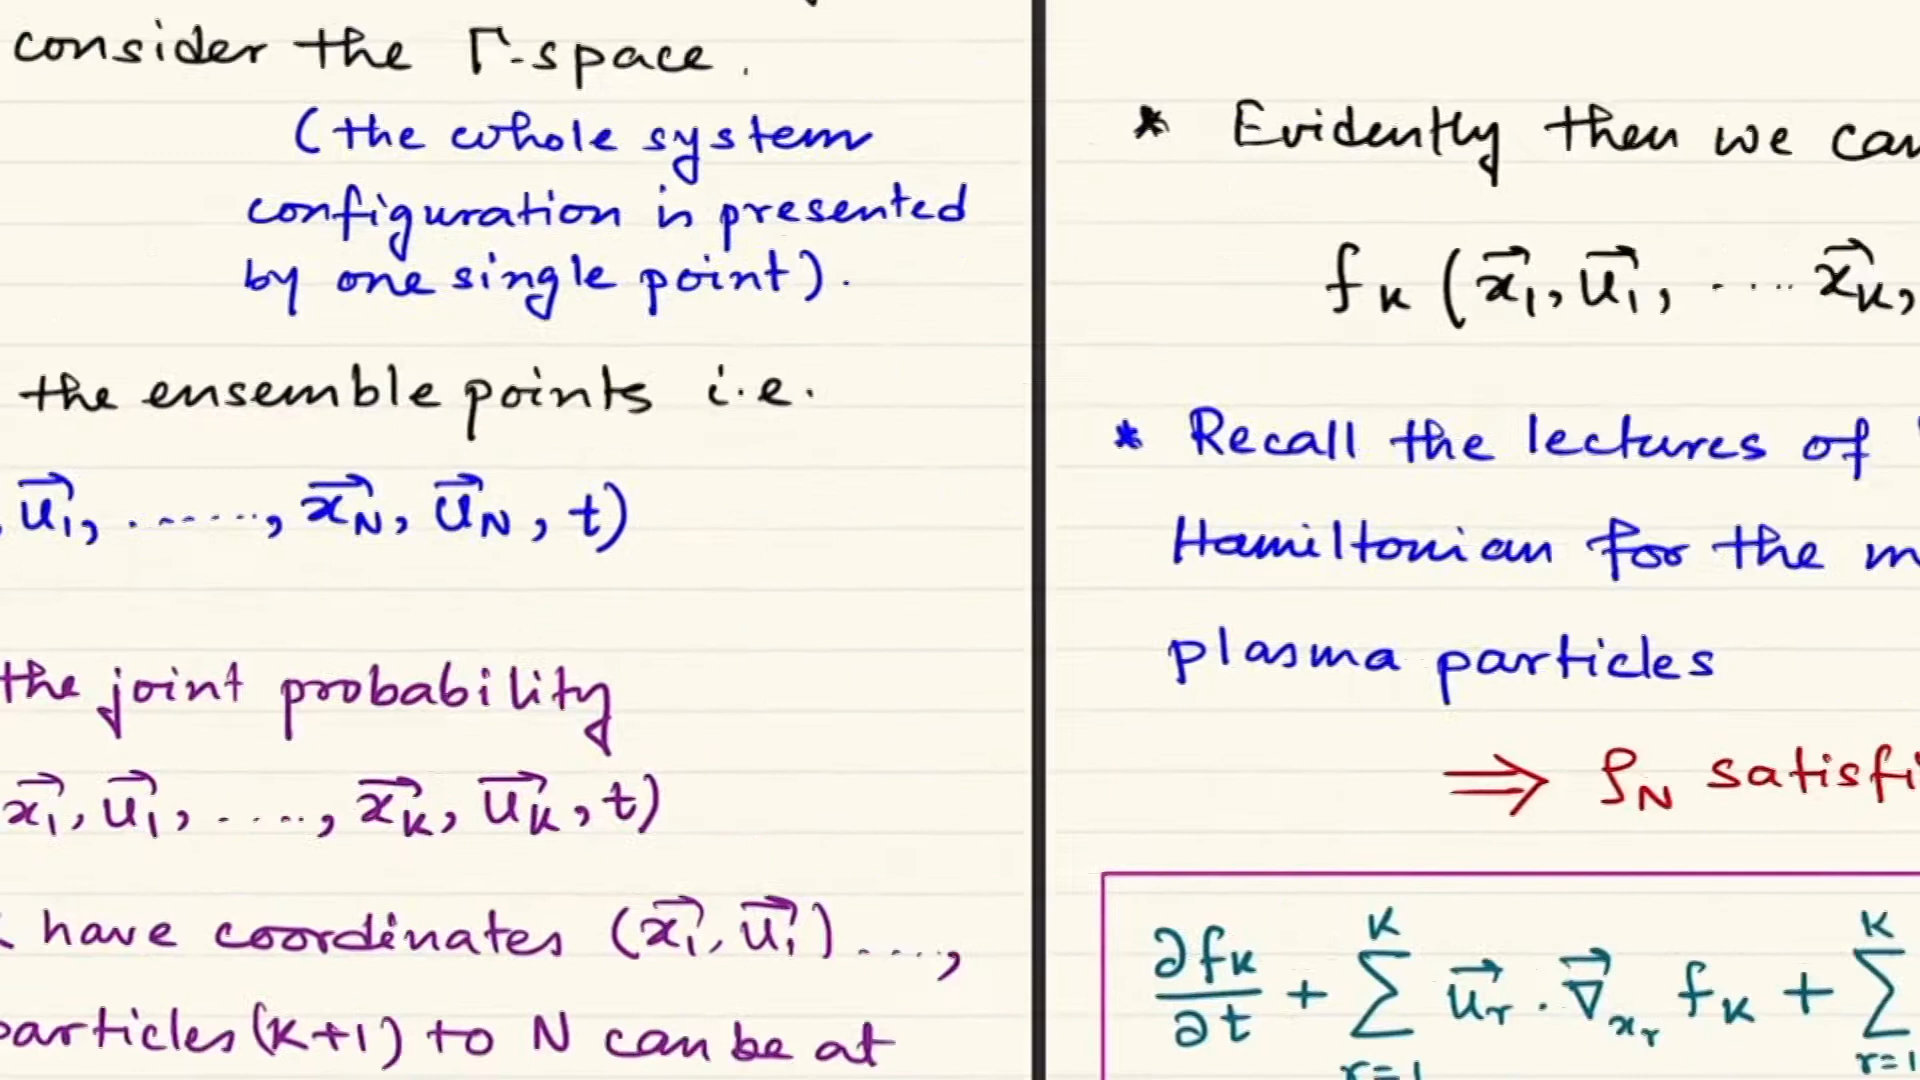 consider the Γ-space.
(the whole system
configuration is presented
by one single point).
the ensemble points i.e.
u⃗₁, ......, x⃗_N, u⃗_N, t)
the joint probability
x⃗₁, u⃗₁, ....., x⃗_K, u⃗_K, t)
have coordinates (x⃗₁, u⃗₁) ....,
particles (K+1) to N can be at
* Evidently then we can
f_K (x⃗₁, u⃗₁, ..... x⃗_K,
* Recall the lectures of
Hamiltonian for the m
plasma particles
⇒ ρ_N satisfi
∂f_K/∂t + ∑_{r=1}^{K} u⃗_r · ∇⃗_{x_r} f_K + ∑_{r=1}^{K}